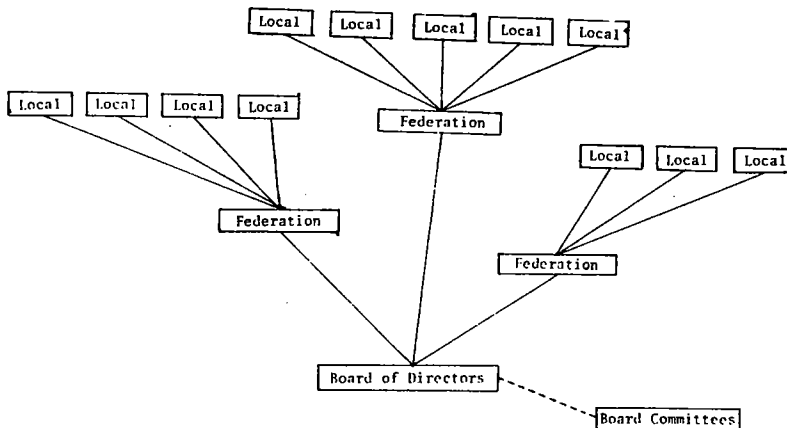 Local Local Local Local Local
Local Local Local Local
Federation
Local Local Local
Federation
Federation
Board of Directors
Board Committees